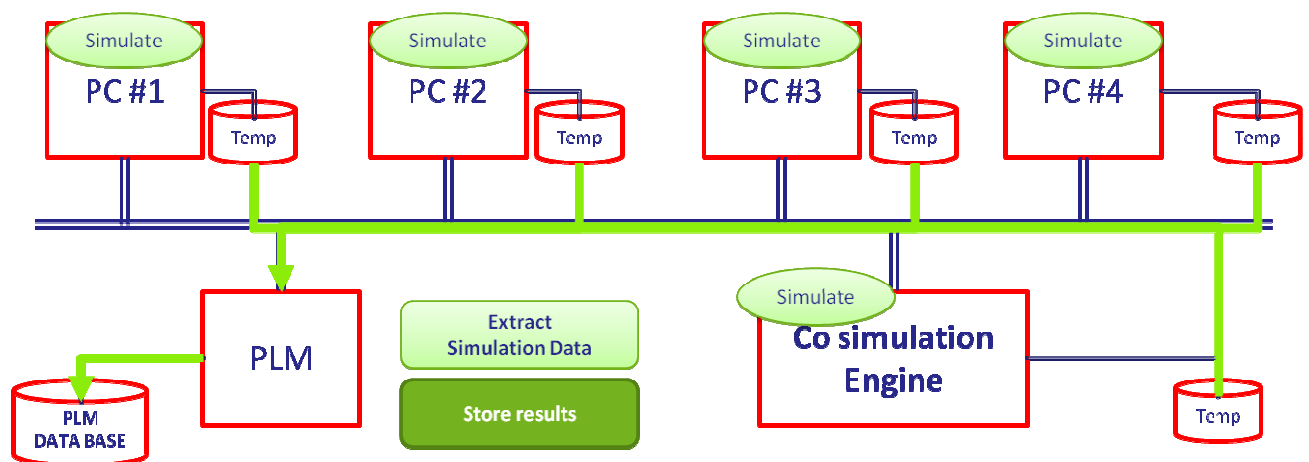 Simulate
PC #1
Temp
Simulate
PC #2
Temp
Simulate
PC #3
Temp
Simulate
PC #4
Temp
PLM
PLM
DATA BASE
Extract
Simulation Data
Store results
Simulate
Co simulation
Engine
Temp